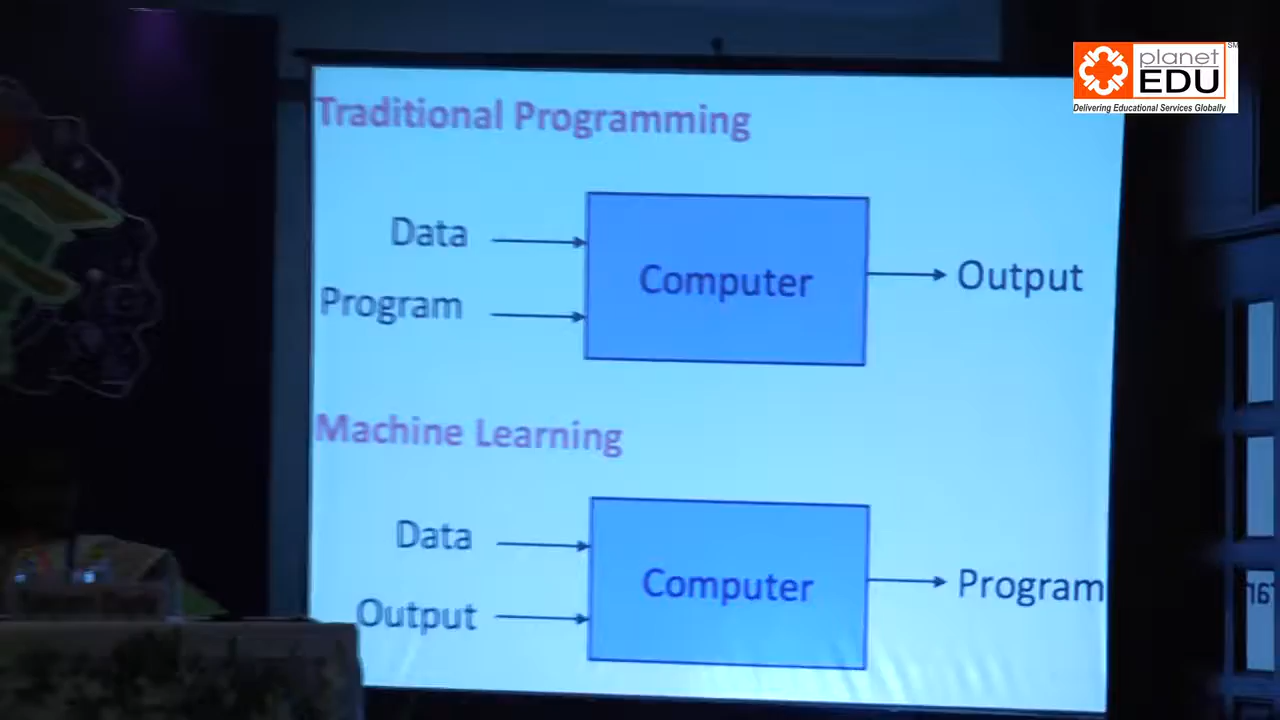 planet
EDU
SM
Delivering Educational Services Globally
Traditional Programming
Data
Program
Computer
Output
Machine Learning
Data
Output
Computer
Program